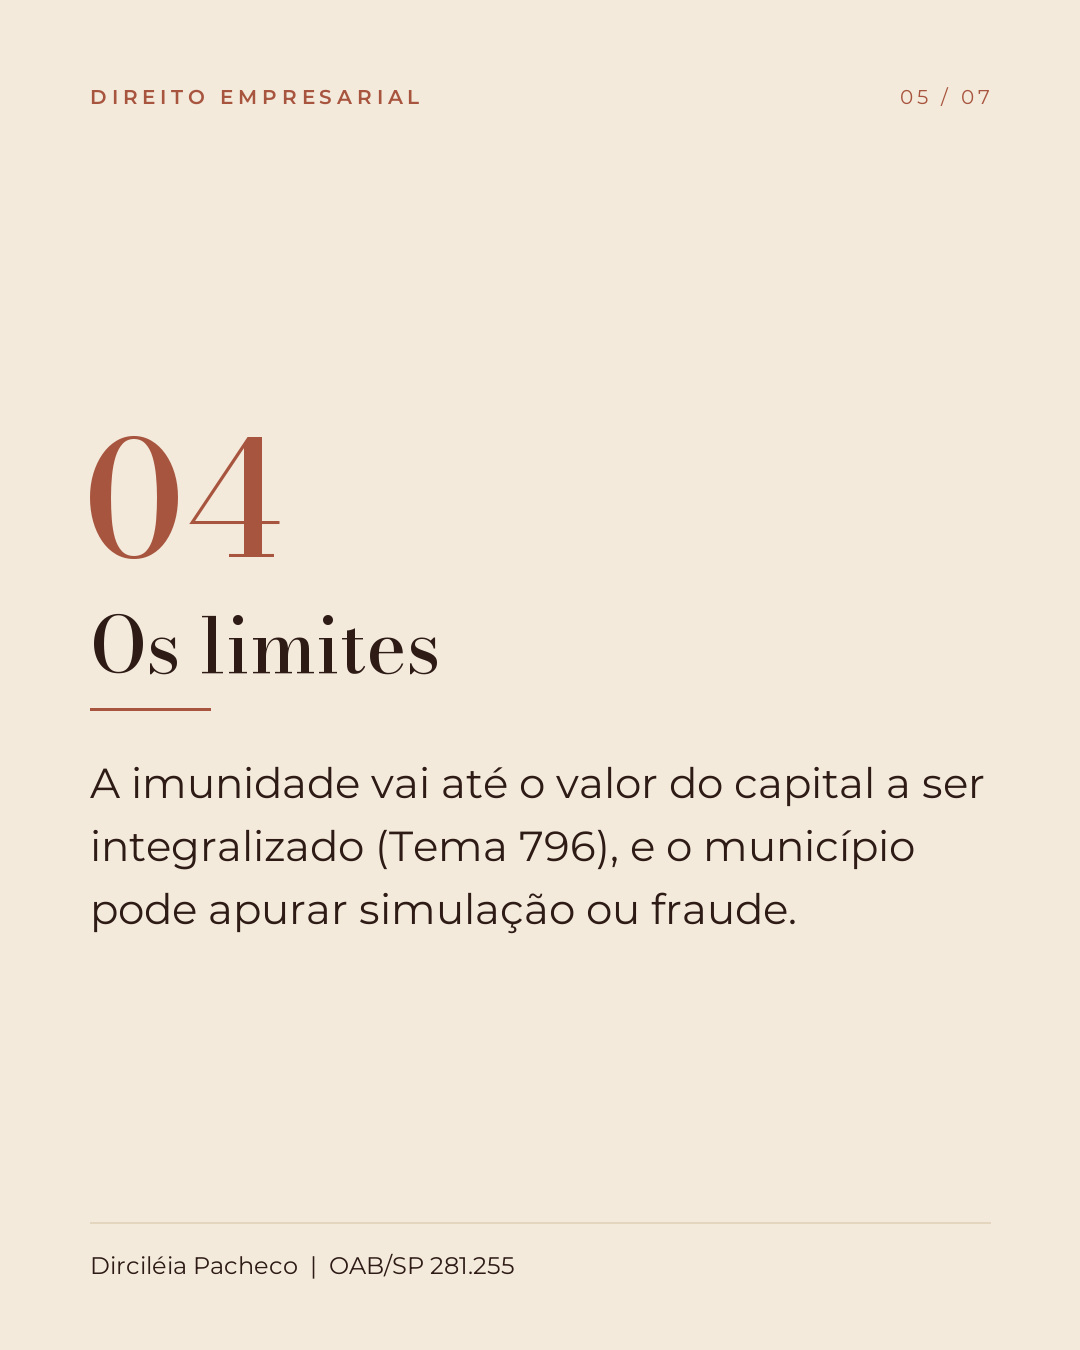 DIREITO EMPRESARIAL
05 / 07
04
Os limites
A imunidade vai até o valor do capital a ser
integralizado (Tema 796), e o município
pode apurar simulação ou fraude.
Dirciléia Pacheco | OAB/SP 281.255